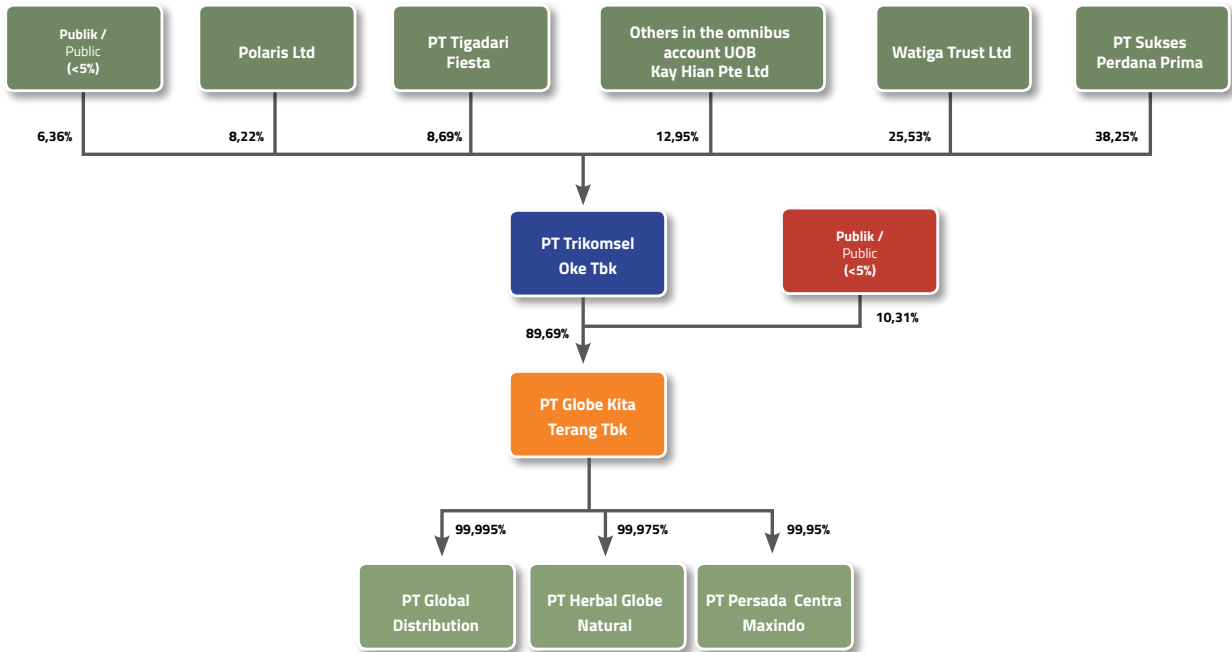 Publik /
Public
(<5%)
Polaris Ltd
PT Tigadari
Fiesta
Others in the omnibus
account UOB
Kay Hian Pte Ltd
Watiga Trust Ltd
PT Sukses
Perdana Prima
6,36%
8,22%
8,69%
12,95%
25,53%
38,25%
PT Trikomsel
Oke Tbk
Publik /
Public
(<5%)
89,69%
10,31%
PT Globe Kita
Terang Tbk
99,995%
99,975%
99,95%
PT Global
Distribution
PT Herbal Globe
Natural
PT Persada Centra
Maxindo